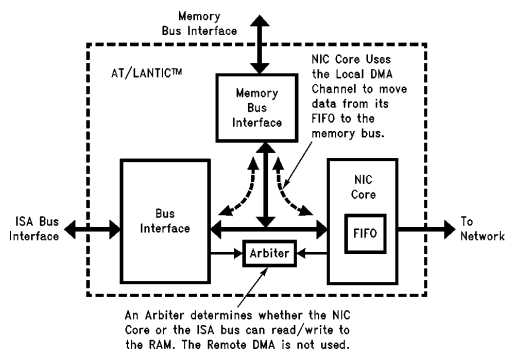 Memory
Bus Interface
AT/LANTIC™
NIC Core Uses
the Local DMA
Channel to move
data from its
FIFO to the
memory bus.
Memory
Bus
Interface
ISA Bus
Interface
Bus
Interface
Arbiter
NIC
Core
FIFO
To
Network
An Arbiter determines whether the NIC
Core or the ISA bus can read/write to
the RAM. The Remote DMA is not used.